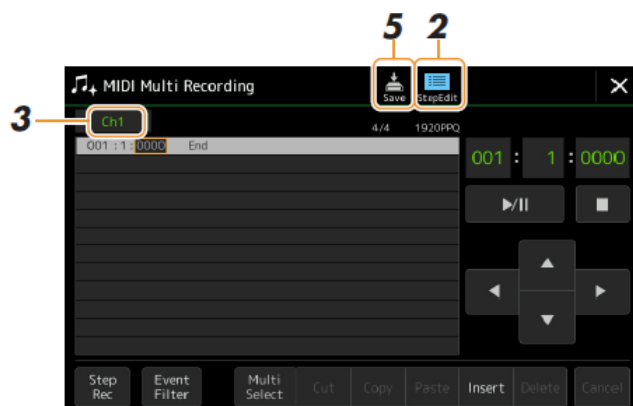 5 2
MIDI Multi Recording Save StepEdit
3 Ch1 4/4 1920PPQ
001 : 1 : 0000 End
001 : 1 : 0000
Step Rec Event Filter Multi Select Cut Copy Paste Insert Delete Cancel